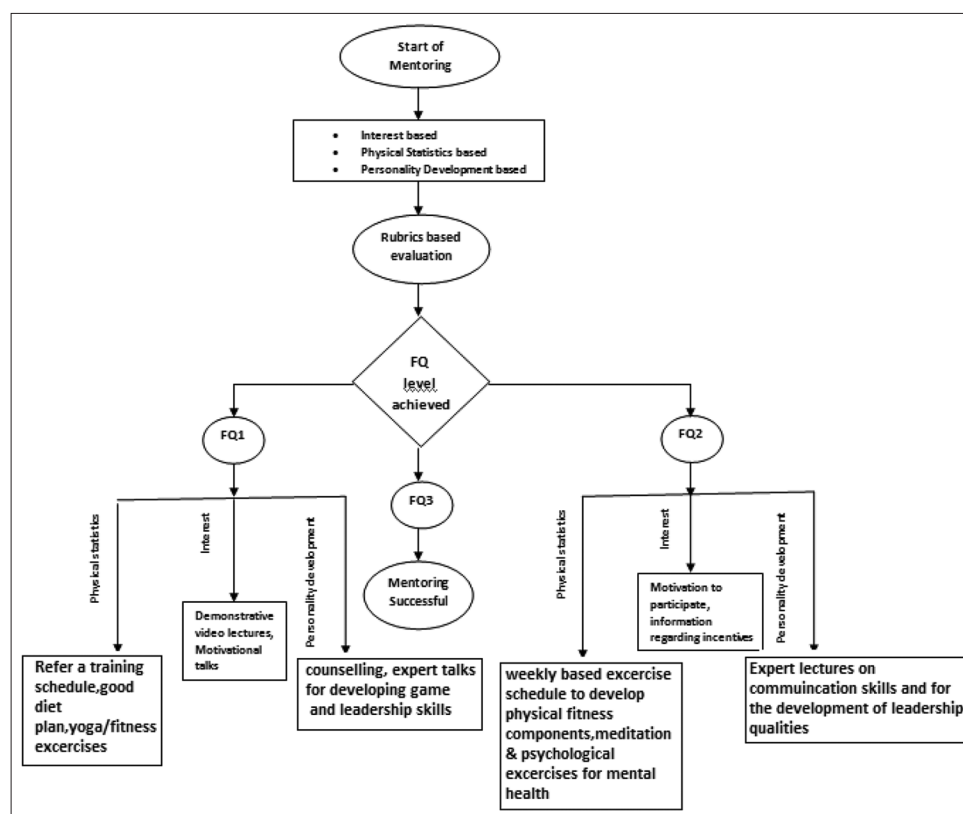 Start of
Mentoring
• Interest based
• Physical Statistics based
• Personality Development based
Rubrics based
evaluation
FQ
level
achieved
FQ1
FQ2
FQ3
Physical statistics
Interest
Personality development
Physical statistics
Interest
Personality development
Mentoring
Successful
Demonstrative
video lectures,
Motivational
talks
Motivation to
participate,
information
regarding incentives
Refer a training
schedule,good
diet
plan,yoga/fitness
excercises
counselling, expert talks
for developing game
and leadership skills
weekly based excercise
schedule to develop
physical fitness
components,meditation
& psychological
excercises for mental
health
Expert lectures on
commuincation skills and for
the development of leadership
qualities